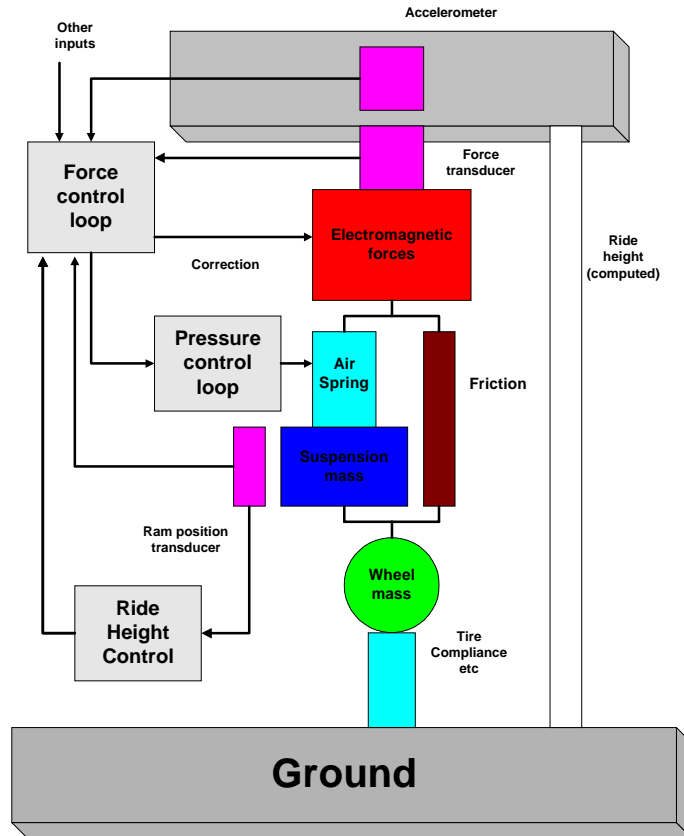 Accelerometer
Other
inputs
Force
control
loop
Force
transducer
Electromagnetic
forces
Correction
Ride
height
(computed)
Pressure
control
loop
Air
Spring
Friction
Suspension
mass
Ram position
transducer
Wheel
mass
Ride
Height
Control
Tire
Compliance
etc
Ground